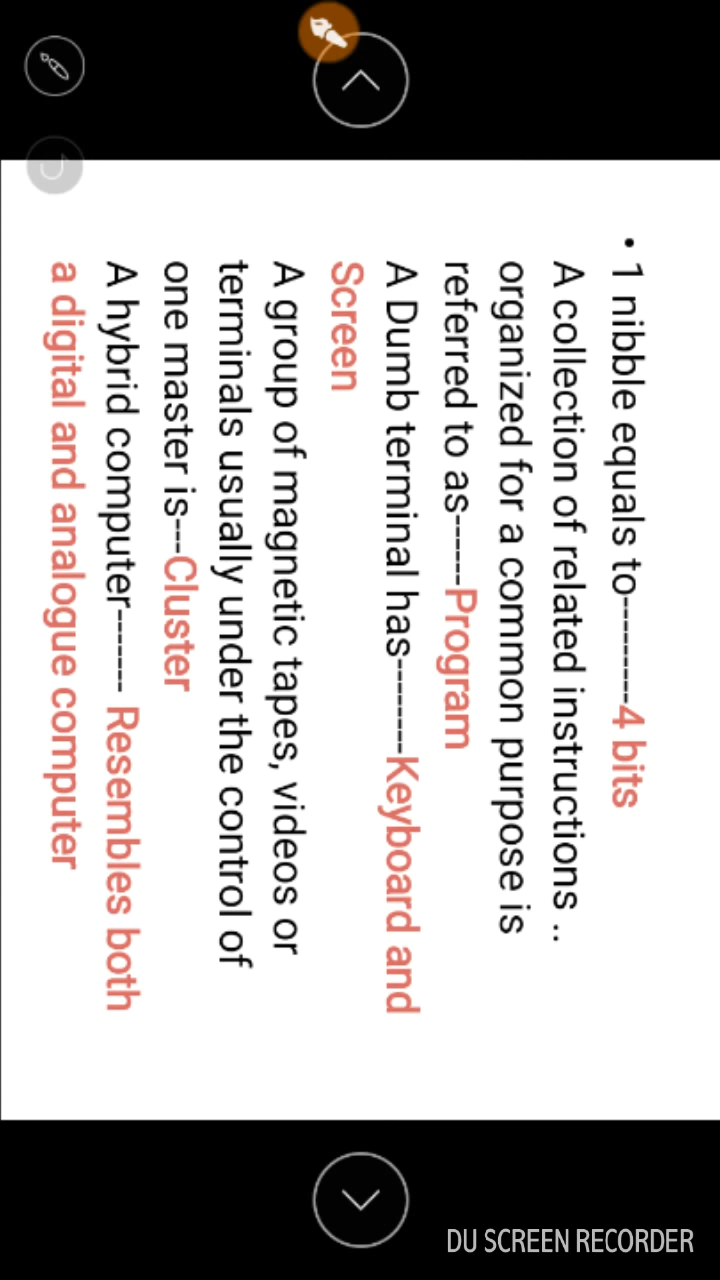 • 1 nibble equals to---------4 bits
A collection of related instructions ..
organized for a common purpose is
referred to as------Program
A Dumb terminal has--------Keyboard and
Screen
A group of magnetic tapes, videos or
terminals usually under the control of
one master is---Cluster
A hybrid computer------- Resembles both
a digital and analogue computer
DU SCREEN RECORDER